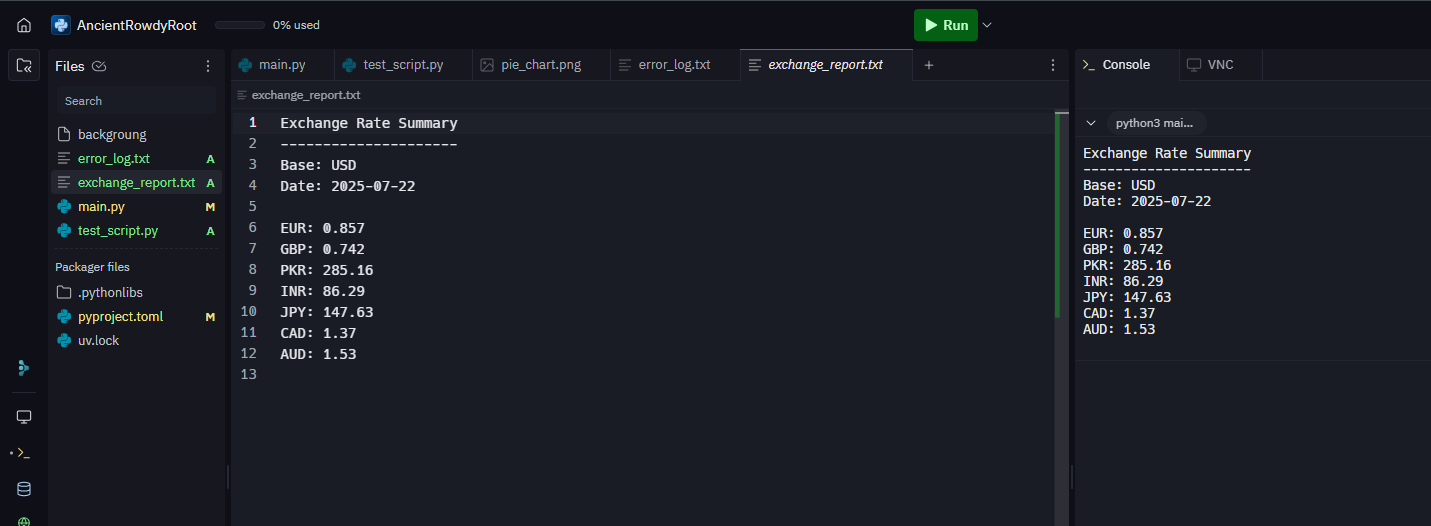 AncientRowdyRoot 0% used Run
Files
Search
backgroung
error_log.txt A
exchange_report.txt A
main.py M
test_script.py A
Packager files
.pythonlibs
pyproject.toml M
uv.lock
main.py test_script.py pie_chart.png error_log.txt exchange_report.txt +
exchange_report.txt
1 Exchange Rate Summary
2 ---------------------
3 Base: USD
4 Date: 2025-07-22
5
6 EUR: 0.857
7 GBP: 0.742
8 PKR: 285.16
9 INR: 86.29
10 JPY: 147.63
11 CAD: 1.37
12 AUD: 1.53
13
Console VNC
python3 mai...
Exchange Rate Summary
---------------------
Base: USD
Date: 2025-07-22
EUR: 0.857
GBP: 0.742
PKR: 285.16
INR: 86.29
JPY: 147.63
CAD: 1.37
AUD: 1.53